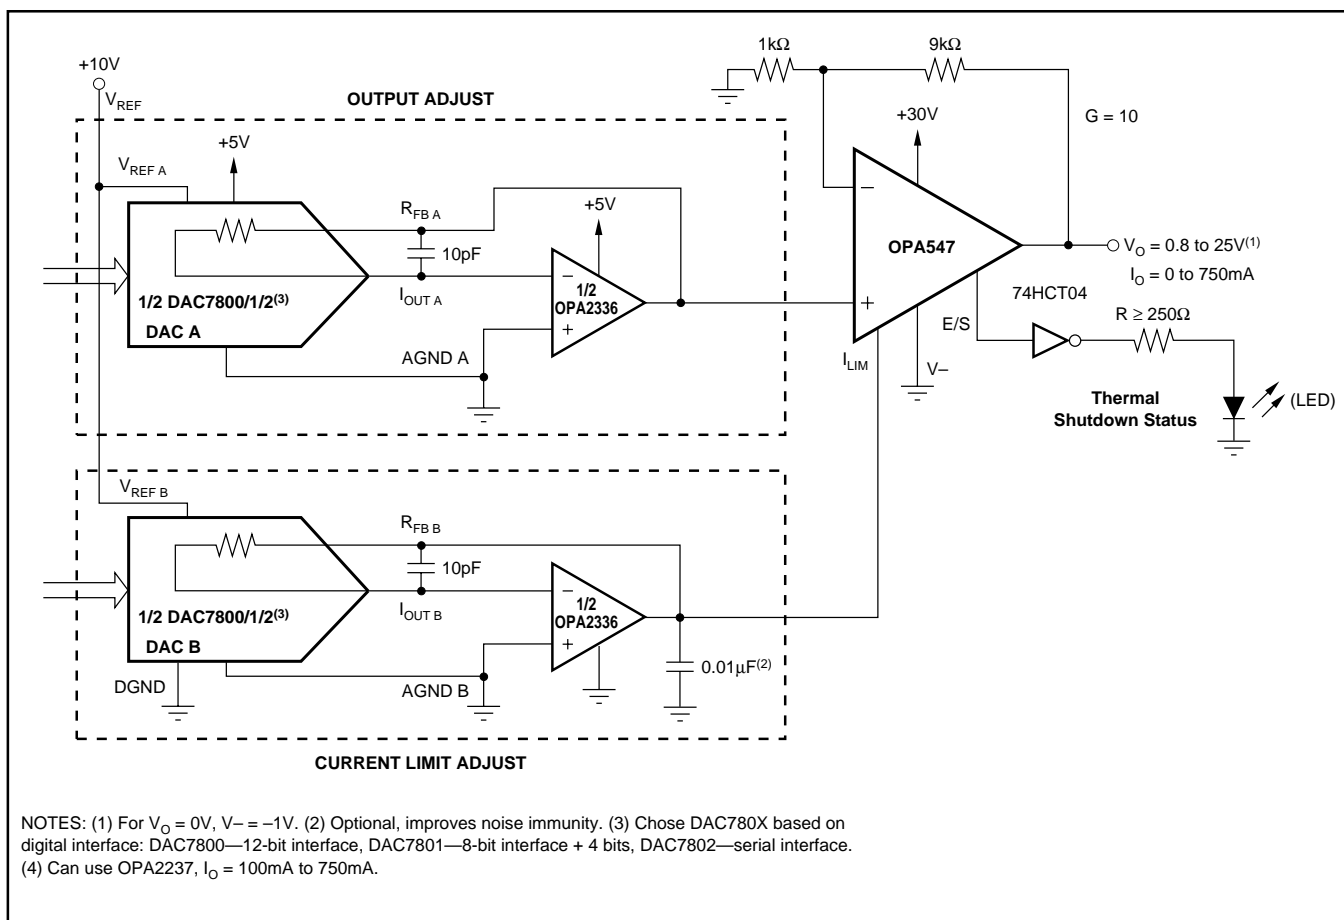 +10V
V_REF
OUTPUT ADJUST
V_REF A
+5V
R_FB A
10pF
I_OUT A
1/2 DAC7800/1/2(3)
DAC A
AGND A
+5V
1/2
OPA2336
1kΩ
9kΩ
+30V
G = 10
OPA547
V_O = 0.8 to 25V(1)
I_O = 0 to 750mA
74HCT04
R ≥ 250Ω
E/S
I_LIM
V–
Thermal
Shutdown Status
(LED)
V_REF B
R_FB B
10pF
I_OUT B
1/2 DAC7800/1/2(3)
DAC B
DGND
AGND B
1/2
OPA2336
0.01µF(2)
CURRENT LIMIT ADJUST
NOTES: (1) For V_O = 0V, V– = –1V. (2) Optional, improves noise immunity. (3) Chose DAC780X based on
digital interface: DAC7800—12-bit interface, DAC7801—8-bit interface + 4 bits, DAC7802—serial interface.
(4) Can use OPA2237, I_O = 100mA to 750mA.